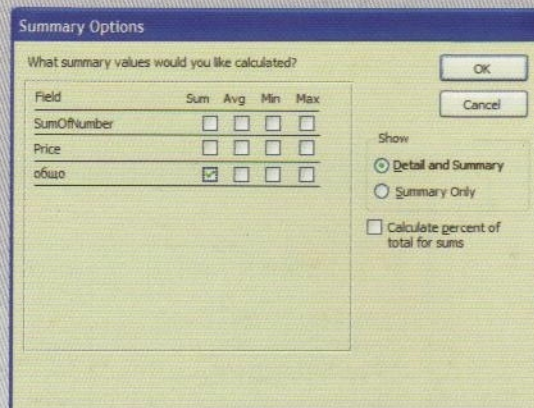 Summary Options
What summary values would you like calculated?
OK
Cancel
Field Sum Avg Min Max
SumOfNumber
Price
общо
Show
Detail and Summary
Summary Only
Calculate percent of
total for sums